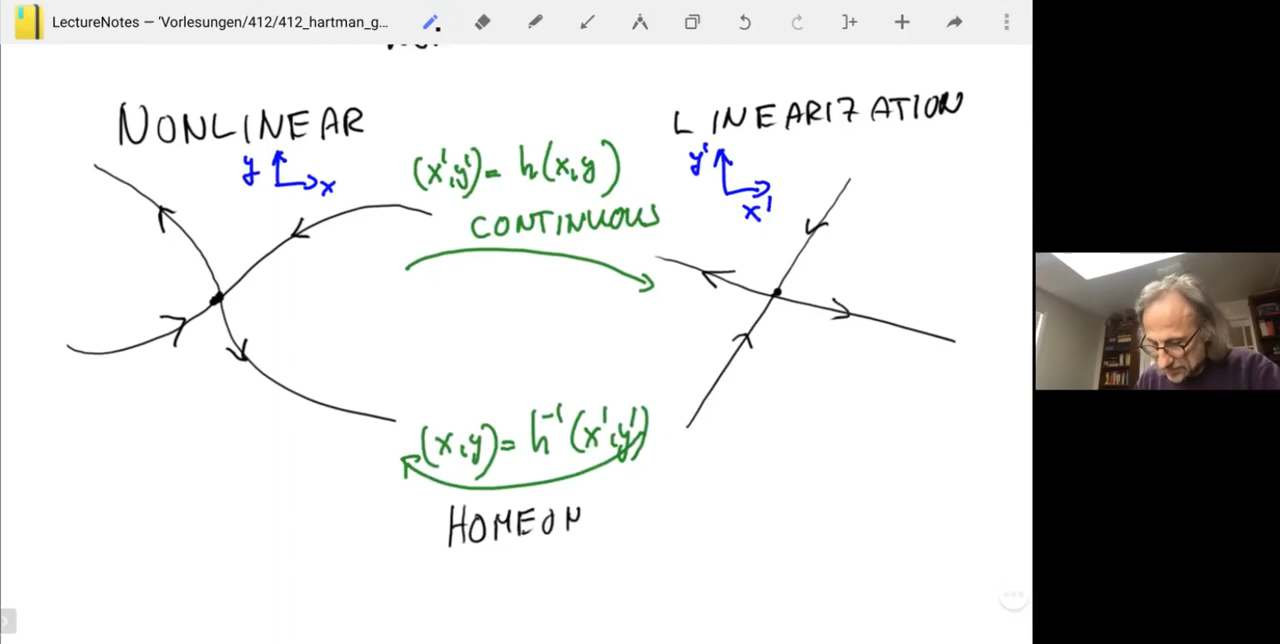 LectureNotes — ‘Vorlesungen/412/412_hartman_g…
NONLINEAR
LINEARIZATION
y x
(x',y')= h(x,y)
y' x'
CONTINUOUS
(x,y)= h⁻¹(x',y')
HOMEOM